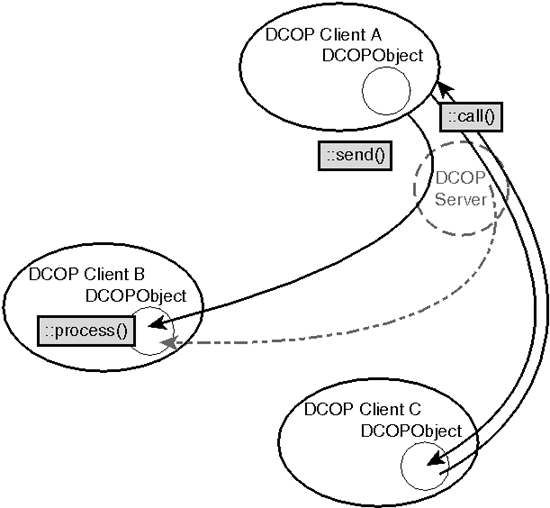 DCOP Client A
DCOPObject
::call()
::send()
DCOP
Server
DCOP Client B
DCOPObject
::process()
DCOP Client C
DCOPObject